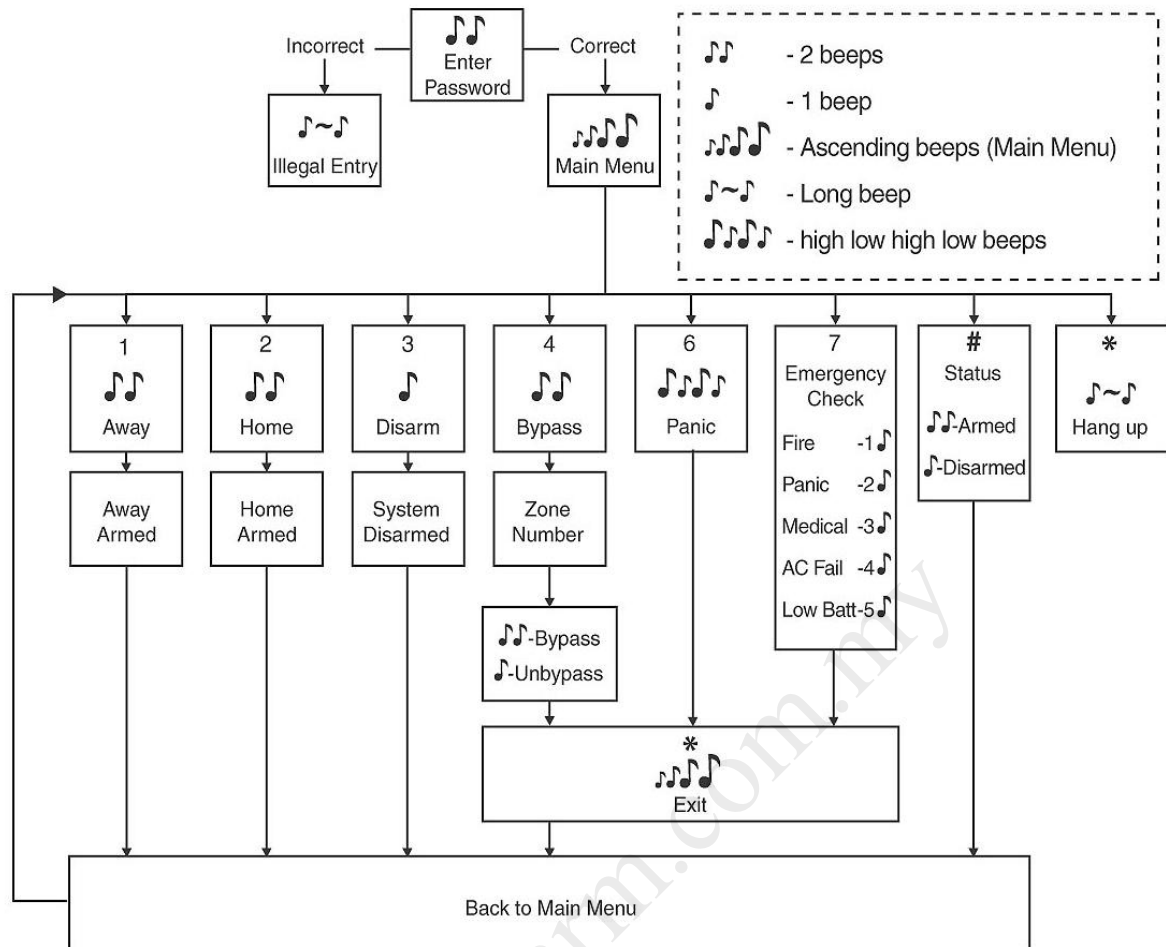 Incorrect
Enter
Password
Correct
Illegal Entry
Main Menu
- 2 beeps
- 1 beep
- Ascending beeps (Main Menu)
- Long beep
- high low high low beeps
1
Away
2
Home
3
Disarm
4
Bypass
6
Panic
7
Emergency
Check
Fire -1
Panic -2
Medical -3
AC Fail -4
Low Batt-5
#
Status
-Armed
-Disarmed
*
Hang up
Away
Armed
Home
Armed
System
Disarmed
Zone
Number
-Bypass
-Unbypass
*
Exit
Back to Main Menu
rm.com.my